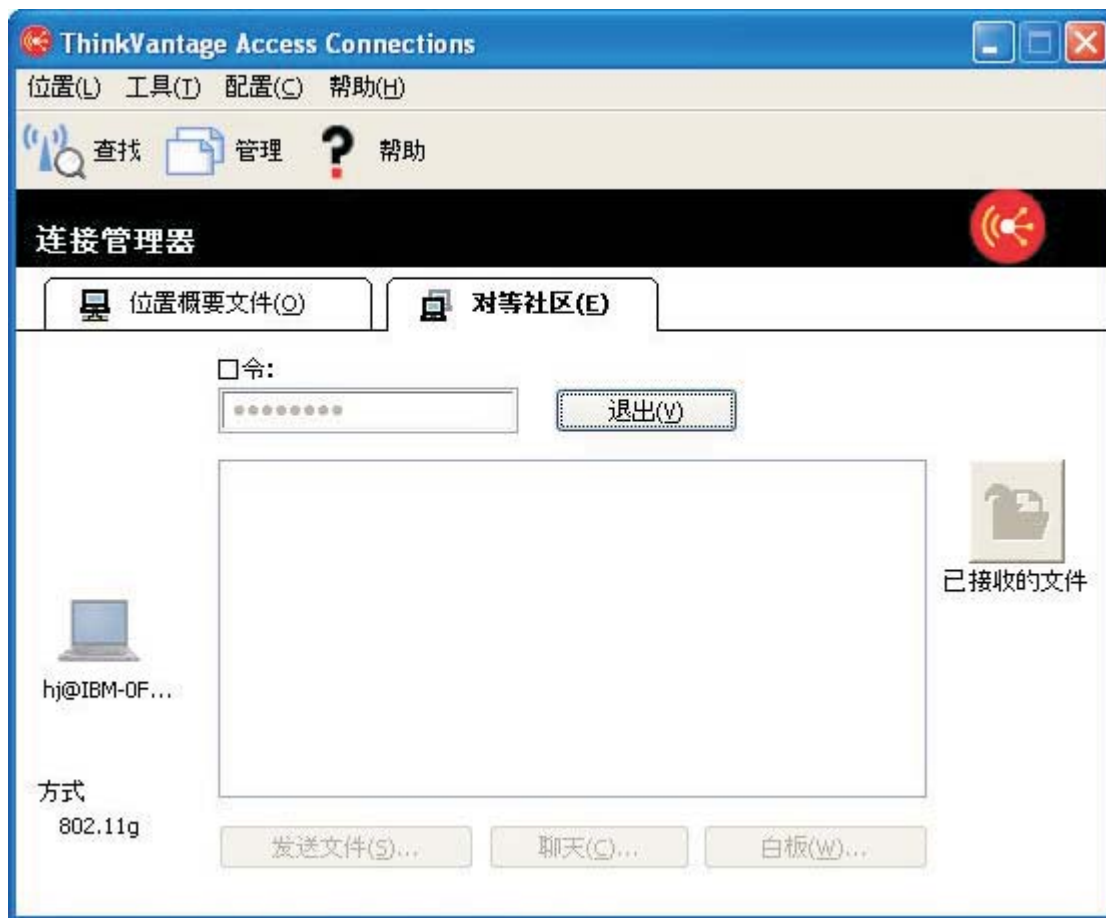 ThinkVantage Access Connections
位置(L) 工具(T) 配置(C) 帮助(H)
查找 管理 ? 帮助
连接管理器
位置概要文件(O) 对等社区(E)
口令:
●●●●●●●● 退出(V)
已接收的文件
hj@IBM-0F...
方式
802.11g
发送文件(S)... 聊天(C)... 白板(W)...